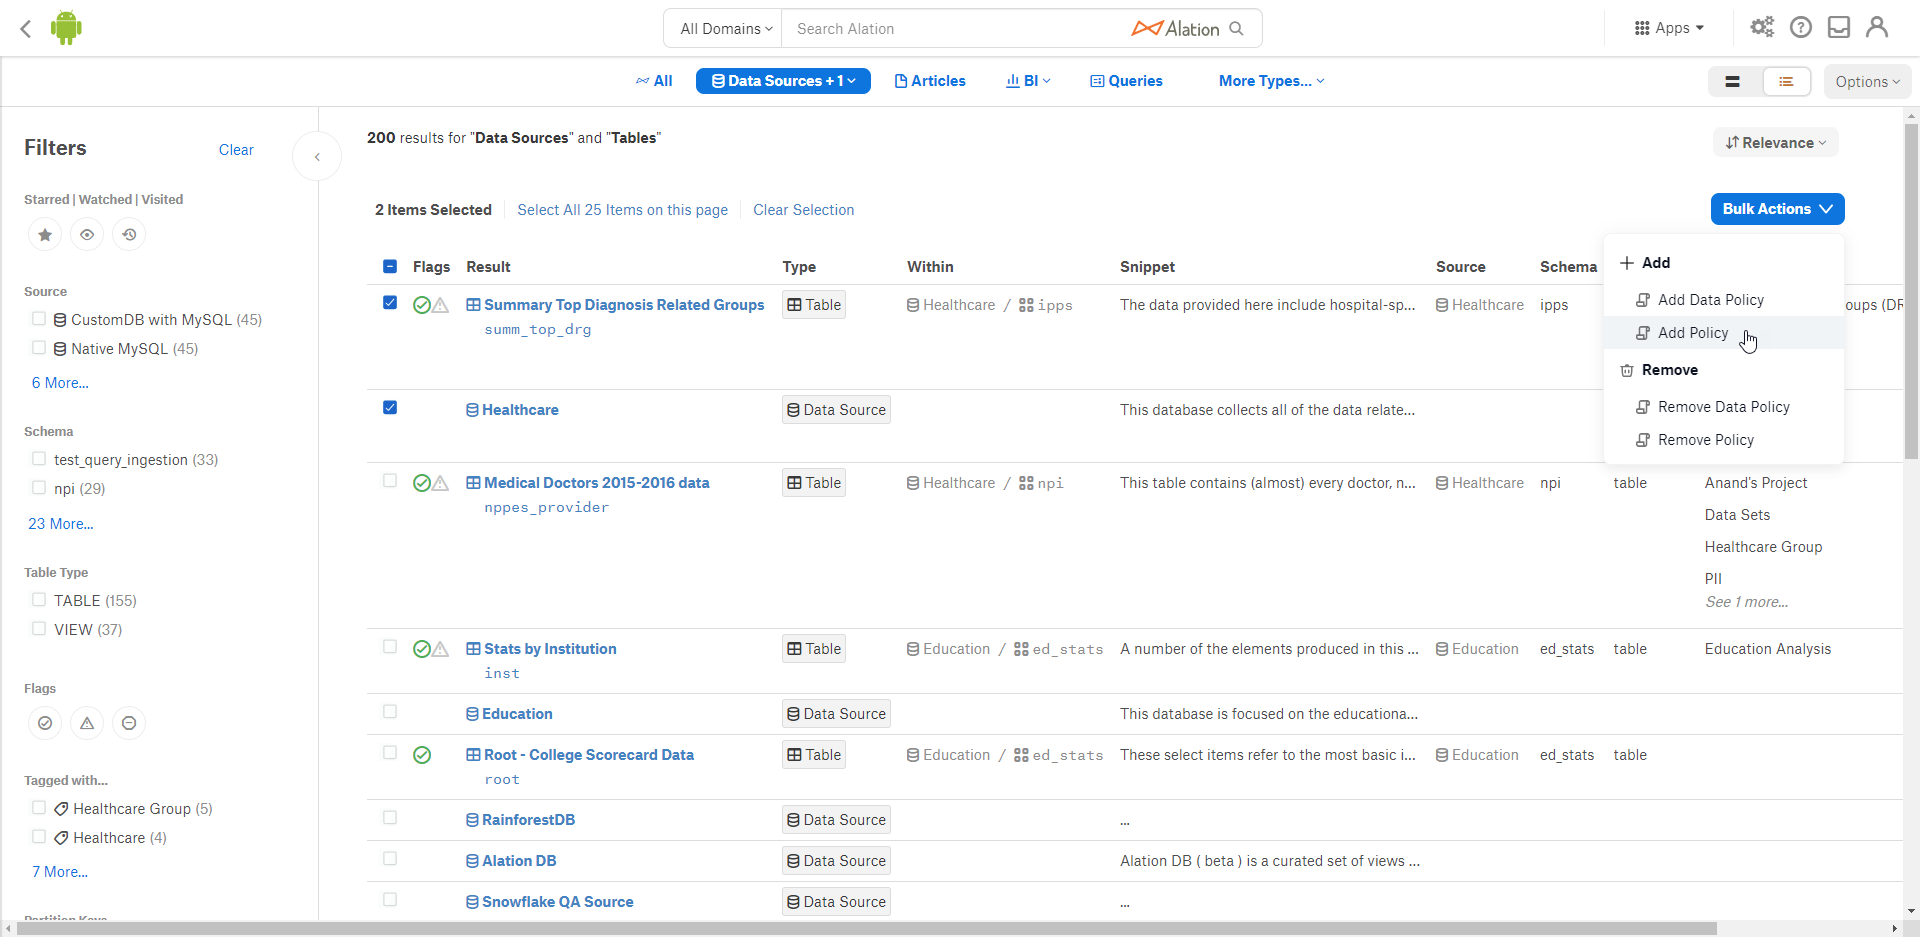 All Domains
Search Alation
Alation
Apps
All
Data Sources + 1
Articles
BI
Queries
More Types...
Options
Filters
Clear
200 results for "Data Sources" and "Tables"
Relevance
Starred | Watched | Visited
2 Items Selected
Select All 25 Items on this page
Clear Selection
Bulk Actions
Add
Add Data Policy
Add Policy
Remove
Remove Data Policy
Remove Policy
Source
CustomDB with MySQL (45)
Native MySQL (45)
6 More...
Schema
test_query_ingestion (33)
npi (29)
23 More...
Table Type
TABLE (155)
VIEW (37)
Flags
Tagged with...
Healthcare Group (5)
Healthcare (4)
7 More...
Partition Keys
Flags Result Type Within Snippet Source Schema
Summary Top Diagnosis Related Groups Table Healthcare / ipps The data provided here include hospital-sp... Healthcare ipps oups (DR
summ_top_drg
Healthcare Data Source This database collects all of the data relate...
Medical Doctors 2015-2016 data Table Healthcare / npi This table contains (almost) every doctor, n... Healthcare npi table Anand's Project
nppes_provider
Data Sets
Healthcare Group
PII
See 1 more...
Stats by Institution Table Education / ed_stats A number of the elements produced in this ... Education ed_stats table Education Analysis
inst
Education Data Source This database is focused on the educationa...
Root - College Scorecard Data Table Education / ed_stats These select items refer to the most basic i... Education ed_stats table
root
RainforestDB Data Source ...
Alation DB Data Source Alation DB ( beta ) is a curated set of views ...
Snowflake QA Source Data Source ...